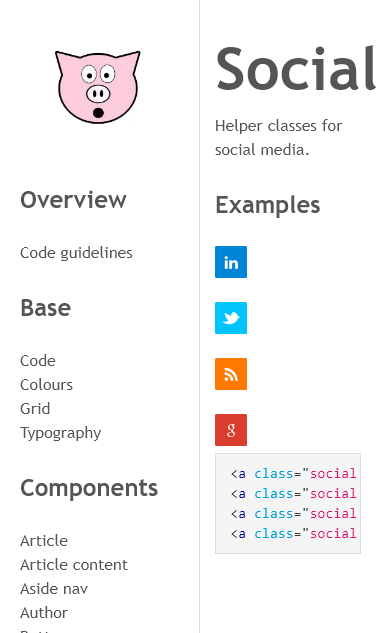 Overview
Code guidelines
Base
Code
Colours
Grid
Typography
Components
Article
Article content
Aside nav
Author
Social
Helper classes for
social media.
Examples
in
g
<a class="social
<a class="social
<a class="social
<a class="social